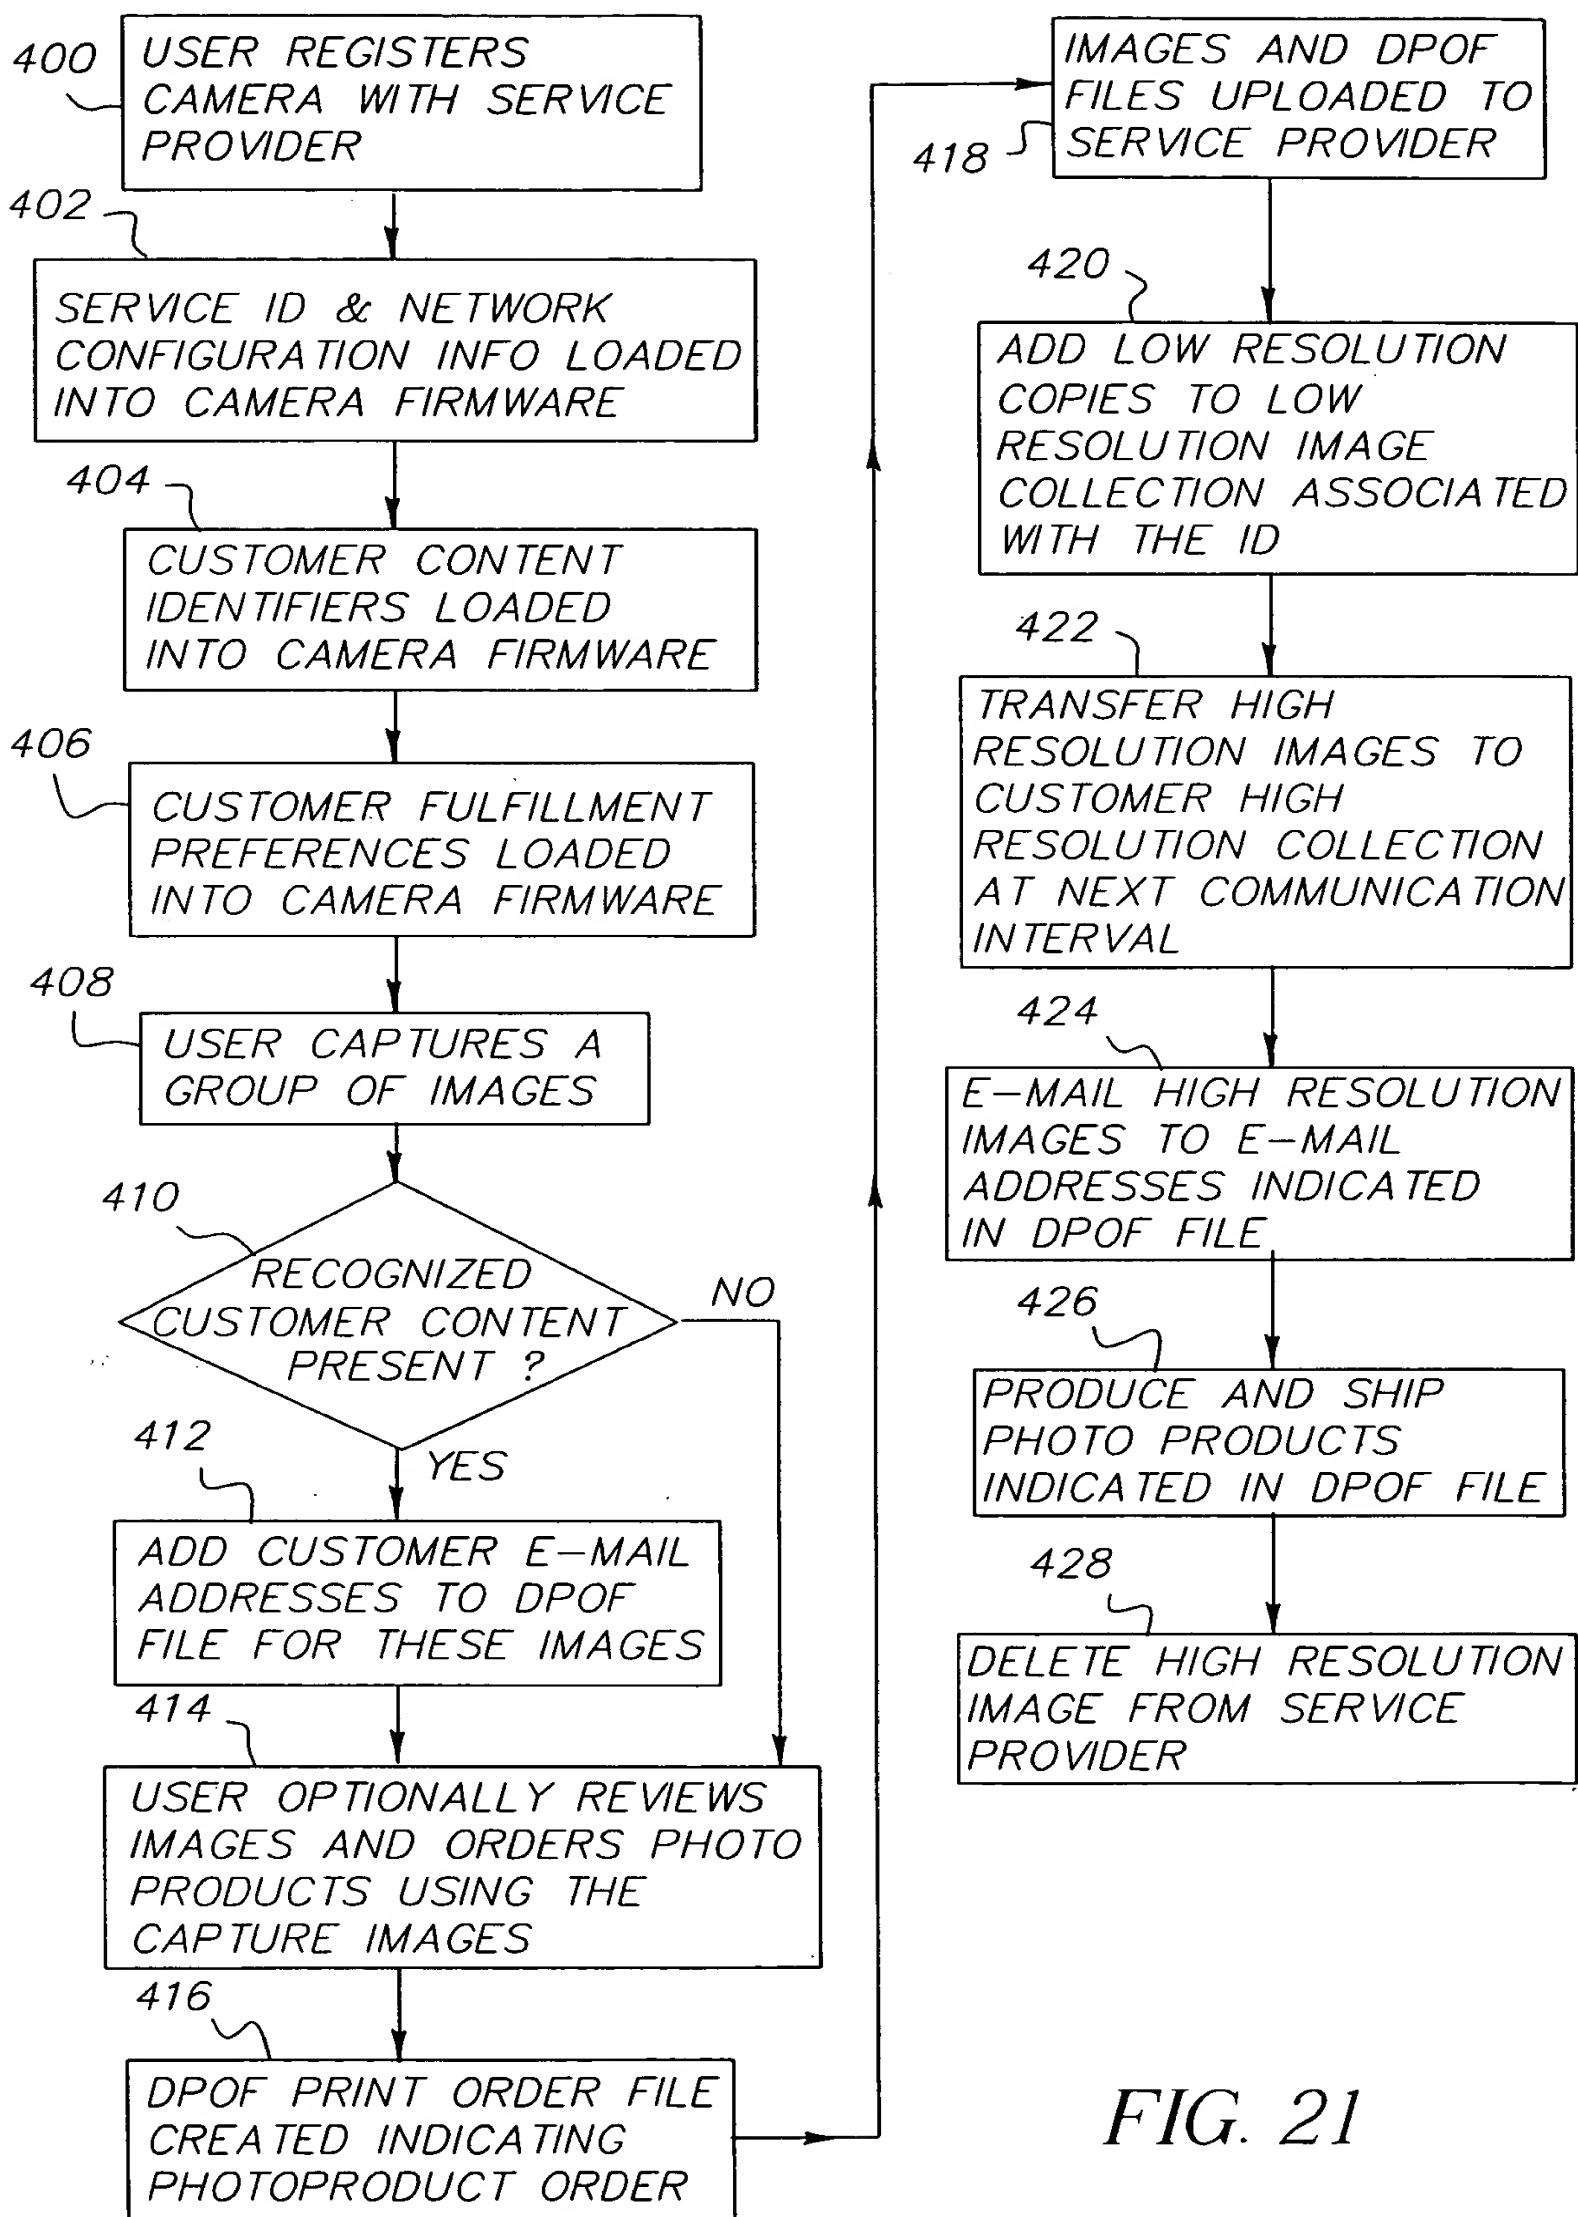 400
USER REGISTERS
CAMERA WITH SERVICE
PROVIDER
402
SERVICE ID & NETWORK
CONFIGURATION INFO LOADED
INTO CAMERA FIRMWARE
404
CUSTOMER CONTENT
IDENTIFIERS LOADED
INTO CAMERA FIRMWARE
406
CUSTOMER FULFILLMENT
PREFERENCES LOADED
INTO CAMERA FIRMWARE
408
USER CAPTURES A
GROUP OF IMAGES
410
RECOGNIZED
CUSTOMER CONTENT
PRESENT ?
NO
YES
412
ADD CUSTOMER E-MAIL
ADDRESSES TO DPOF
FILE FOR THESE IMAGES
414
USER OPTIONALLY REVIEWS
IMAGES AND ORDERS PHOTO
PRODUCTS USING THE
CAPTURE IMAGES
416
DPOF PRINT ORDER FILE
CREATED INDICATING
PHOTOPRODUCT ORDER
418
IMAGES AND DPOF
FILES UPLOADED TO
SERVICE PROVIDER
420
ADD LOW RESOLUTION
COPIES TO LOW
RESOLUTION IMAGE
COLLECTION ASSOCIATED
WITH THE ID
422
TRANSFER HIGH
RESOLUTION IMAGES TO
CUSTOMER HIGH
RESOLUTION COLLECTION
AT NEXT COMMUNICATION
INTERVAL
424
E-MAIL HIGH RESOLUTION
IMAGES TO E-MAIL
ADDRESSES INDICATED
IN DPOF FILE
426
PRODUCE AND SHIP
PHOTO PRODUCTS
INDICATED IN DPOF FILE
428
DELETE HIGH RESOLUTION
IMAGE FROM SERVICE
PROVIDER
FIG. 21